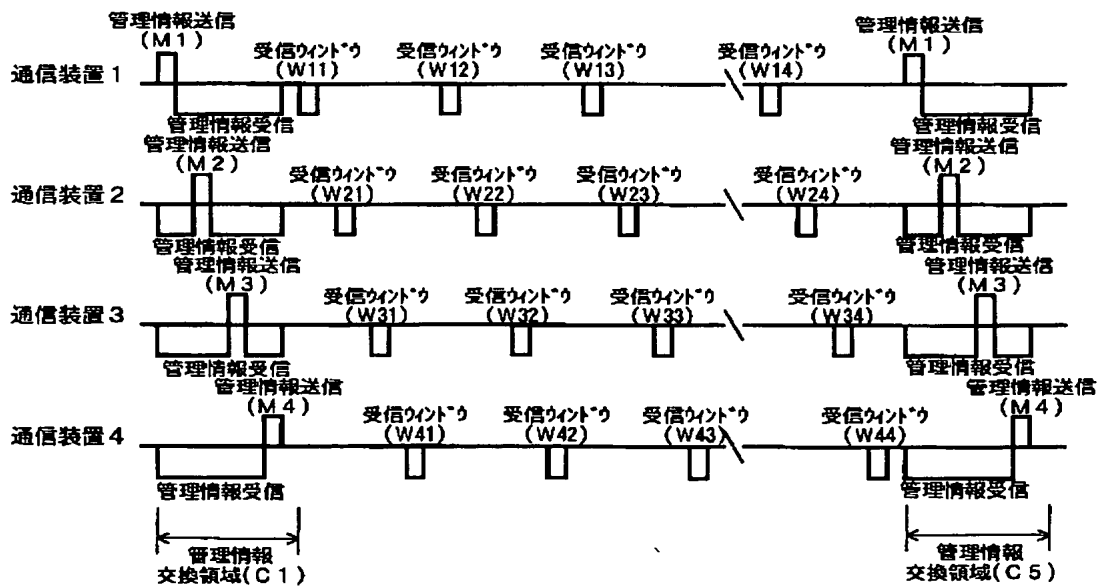 管理情報送信
(M1)
受信ウィンドウ
(W11)
受信ウィンドウ
(W12)
受信ウィンドウ
(W13)
受信ウィンドウ
(W14)
管理情報送信
(M1)
通信装置1
管理情報受信
管理情報受信
管理情報送信
(M2)
受信ウィンドウ
(W21)
受信ウィンドウ
(W22)
受信ウィンドウ
(W23)
受信ウィンドウ
(W24)
管理情報送信
(M2)
通信装置2
管理情報受信
管理情報受信
管理情報送信
(M3)
受信ウィンドウ
(W31)
受信ウィンドウ
(W32)
受信ウィンドウ
(W33)
受信ウィンドウ
(W34)
管理情報送信
(M3)
通信装置3
管理情報受信
管理情報受信
管理情報送信
(M4)
受信ウィンドウ
(W41)
受信ウィンドウ
(W42)
受信ウィンドウ
(W43)
受信ウィンドウ
(W44)
管理情報送信
(M4)
通信装置4
管理情報受信
管理情報受信
管理情報
交換領域(C1)
管理情報
交換領域(C5)